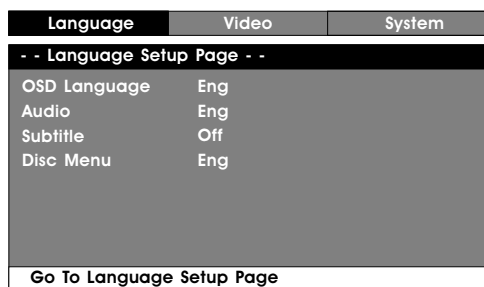 Language Video System
- - Language Setup Page - -
OSD Language Eng
Audio Eng
Subtitle Off
Disc Menu Eng
Go To Language Setup Page